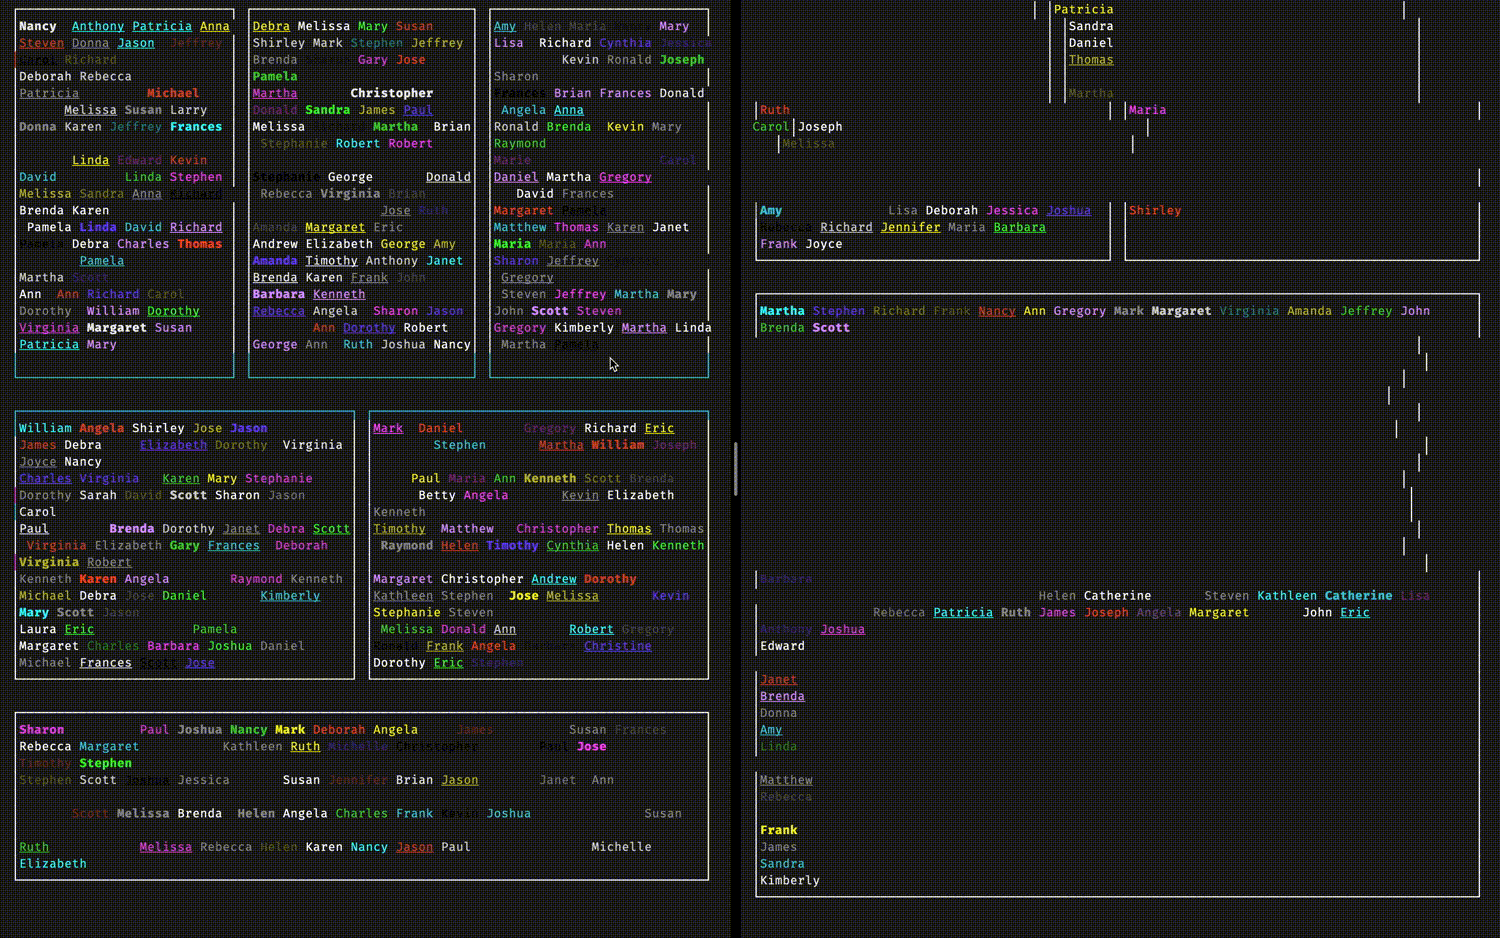 Nancy Anthony Patricia Anna
Steven Donna Jason Jeffrey
Carol Richard
Deborah Rebecca
Patricia Michael
Melissa Susan Larry
Donna Karen Jeffrey Frances
Linda Edward Kevin
David Linda Stephen
Melissa Sandra Anna Richard
Brenda Karen
Pamela Linda David Richard
Pamela Debra Charles Thomas
Pamela
Martha Scott
Ann Ann Richard Carol
Dorothy William Dorothy
Virginia Margaret Susan
Patricia Mary
Debra Melissa Mary Susan
Shirley Mark Stephen Jeffrey
Brenda Gary Jose
Pamela
Martha Christopher
Donald Sandra James Paul
Melissa Martha Brian
Stephanie Robert Robert
Stephanie George Donald
Rebecca Virginia Brian
Jose Ruth
Amanda Margaret Eric
Andrew Elizabeth George Amy
Amanda Timothy Anthony Janet
Brenda Karen Frank John
Barbara Kenneth
Rebecca Angela Sharon Jason
Ann Dorothy Robert
George Ann Ruth Joshua Nancy
Amy Helen Maria Mary
Lisa Richard Cynthia Jessica
Kevin Ronald Joseph
Sharon
Frances Brian Frances Donald
Angela Anna
Ronald Brenda Kevin Mary
Raymond
Marie Carol
Daniel Martha Gregory
David Frances
Margaret Pamela
Matthew Thomas Karen Janet
Maria Maria Ann
Sharon Jeffrey
Gregory
Steven Jeffrey Martha Mary
John Scott Steven
Gregory Kimberly Martha Linda
Martha Pamela
William Angela Shirley Jose Jason
James Debra Elizabeth Dorothy Virginia
Joyce Nancy
Charles Virginia Karen Mary Stephanie
Dorothy Sarah David Scott Sharon Jason
Carol
Paul Brenda Dorothy Janet Debra Scott
Virginia Elizabeth Gary Frances Deborah
Virginia Robert
Kenneth Karen Angela Raymond Kenneth
Michael Debra Jose Daniel Kimberly
Mary Scott Jason
Laura Eric Pamela
Margaret Charles Barbara Joshua Daniel
Michael Frances Scott Jose
Mark Daniel Gregory Richard Eric
Stephen Martha William Joseph
Paul Maria Ann Kenneth Scott Brenda
Betty Angela Kevin Elizabeth
Kenneth
Timothy Matthew Christopher Thomas Thomas
Raymond Helen Timothy Cynthia Helen Kenneth
Margaret Christopher Andrew Dorothy
Kathleen Stephen Jose Melissa Kevin
Stephanie Steven
Melissa Donald Ann Robert Gregory
Ronald Frank Angela Christine
Dorothy Eric Stephen
Sharon Paul Joshua Nancy Mark Deborah Angela James Susan Frances
Rebecca Margaret Kathleen Ruth Michelle Christopher Paul Jose
Timothy Stephen
Stephen Scott Joshua Jessica Susan Jennifer Brian Jason Janet Ann
Scott Melissa Brenda Helen Angela Charles Frank Kevin Joshua Susan
Ruth Melissa Rebecca Helen Karen Nancy Jason Paul Michelle
Elizabeth
Patricia
Sandra
Daniel
Thomas
Martha
Ruth
Maria
Carol Joseph
Melissa
Amy Lisa Deborah Jessica Joshua
Richard Jennifer Maria Barbara
Frank Joyce
Shirley
Martha Stephen Richard Frank Nancy Ann Gregory Mark Margaret Virginia Amanda Jeffrey John
Brenda Scott
Barbara
Helen Catherine Steven Kathleen Catherine Lisa
Rebecca Patricia Ruth James Joseph Angela Margaret John Eric
Anthony Joshua
Edward
Janet
Brenda
Donna
Amy
Linda
Matthew
Rebecca
Frank
James
Sandra
Kimberly